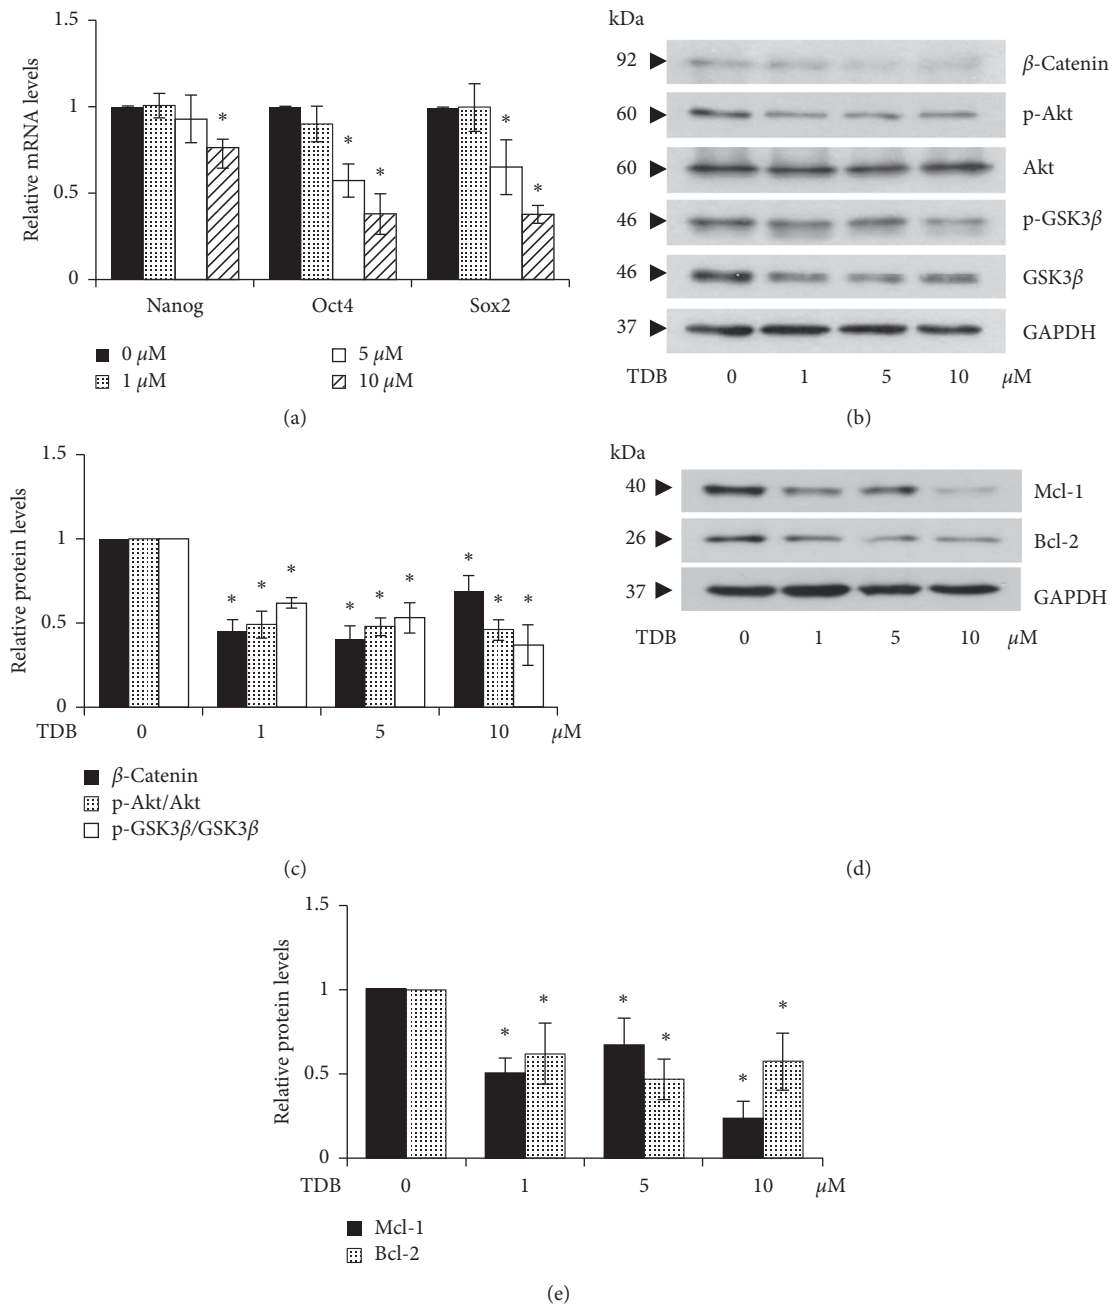 1.5
1
0.5
0
Relative mRNA levels
* * * * *
Nanog Oct4 Sox2
0 μM 5 μM
1 μM 10 μM
(a)
kDa
92 β-Catenin
60 p-Akt
60 Akt
46 p-GSK3β
46 GSK3β
37 GAPDH
TDB 0 1 5 10 μM
(b)
1.5
1
0.5
0
Relative protein levels
* * * * * * * * *
TDB 0 1 5 10 μM
β-Catenin
p-Akt/Akt
p-GSK3β/GSK3β
(c)
kDa
40 Mcl-1
26 Bcl-2
37 GAPDH
TDB 0 1 5 10 μM
(d)
1.5
1
0.5
0
Relative protein levels
* * * * * *
TDB 0 1 5 10 μM
Mcl-1
Bcl-2
(e)